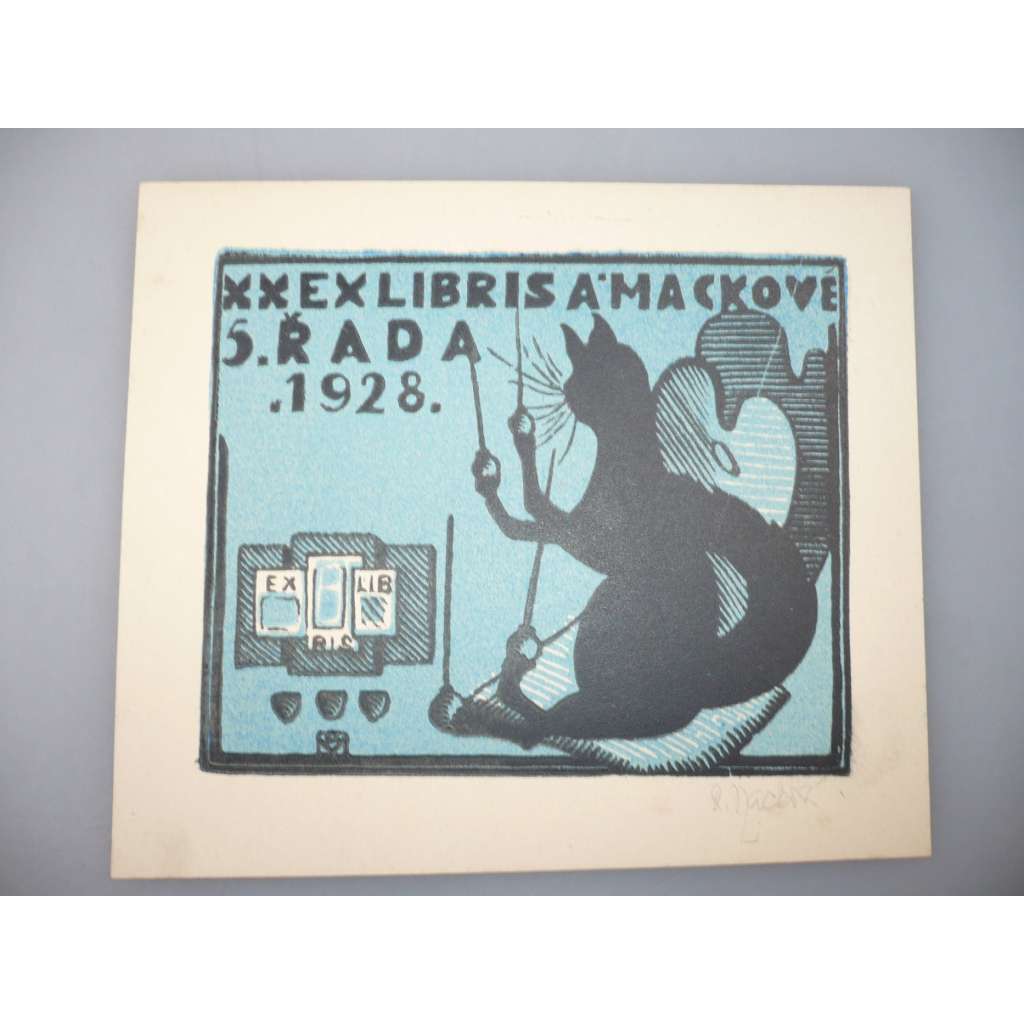 XX EX LIBRIS A·MACKOVÉ
5. ŘADA
.1928.
EX
LIB
RIS